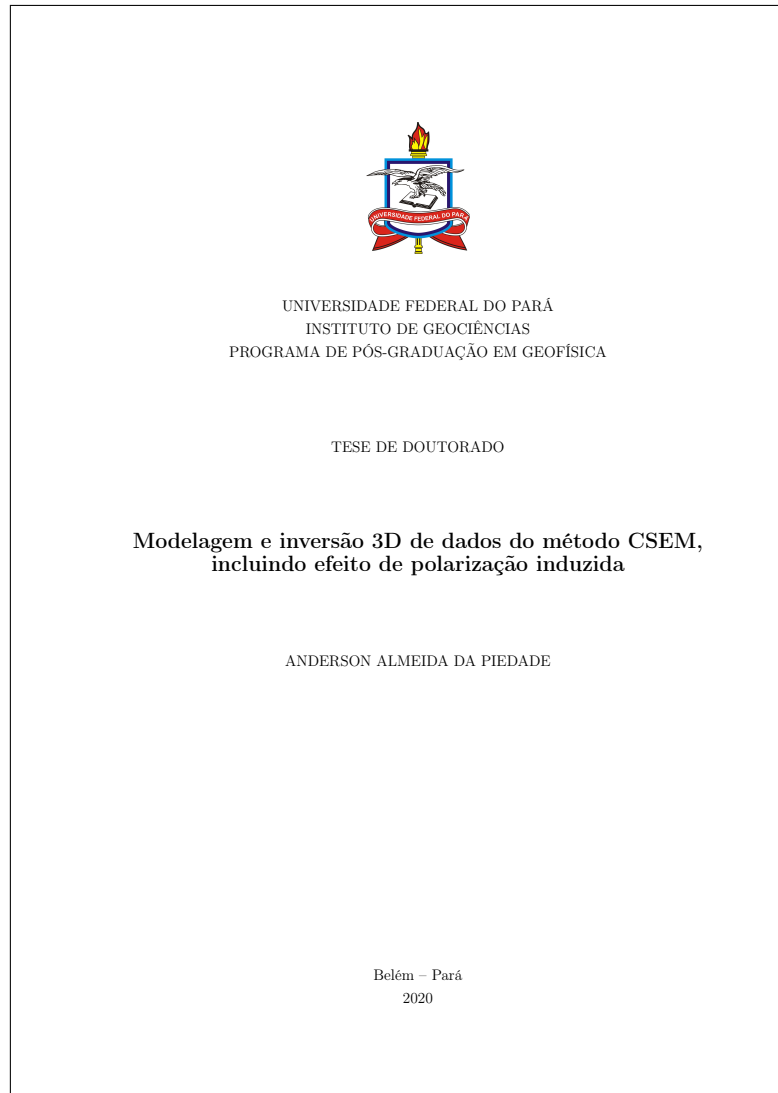 UNIVERSIDADE FEDERAL DO PARÁ
UNIVERSIDADE FEDERAL DO PARÁ
INSTITUTO DE GEOCIÊNCIAS
PROGRAMA DE PÓS-GRADUAÇÃO EM GEOFÍSICA
TESE DE DOUTORADO
Modelagem e inversão 3D de dados do método CSEM,
incluindo efeito de polarização induzida
ANDERSON ALMEIDA DA PIEDADE
Belém – Pará
2020